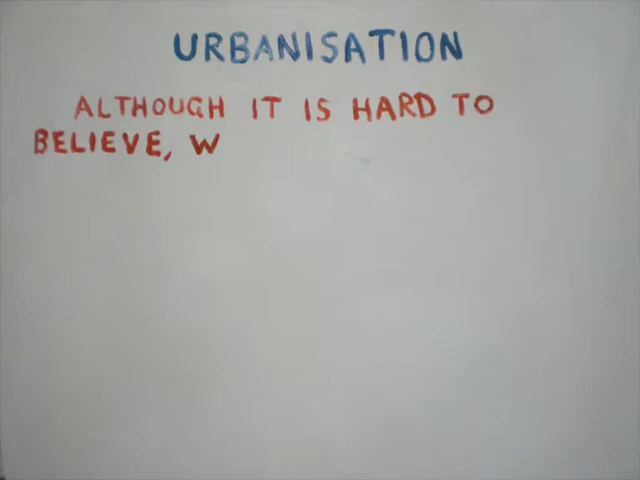 URBANISATION
ALTHOUGH IT IS HARD TO
BELIEVE, W